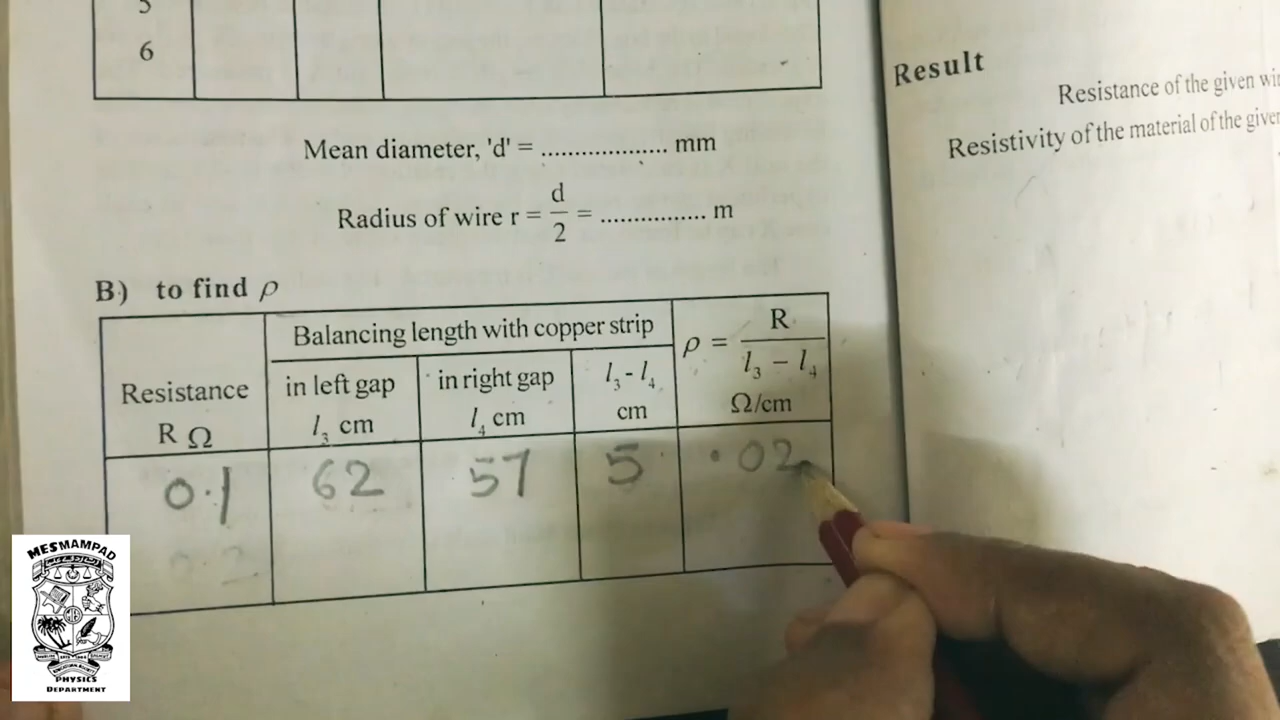 5
6
Mean diameter, 'd' = .................. mm
Radius of wire r = d/2 = ................ m
B) to find ρ
Resistance
R Ω
Balancing length with copper strip
in left gap
l₃ cm
in right gap
l₄ cm
l₃ - l₄
cm
ρ = R / l₃ - l₄
Ω/cm
0.1 62 57 5 .02
Result
Resistance of the given
Resistivity of the material of the
MESMAMPAD
PHYSICS
DEPARTMENT